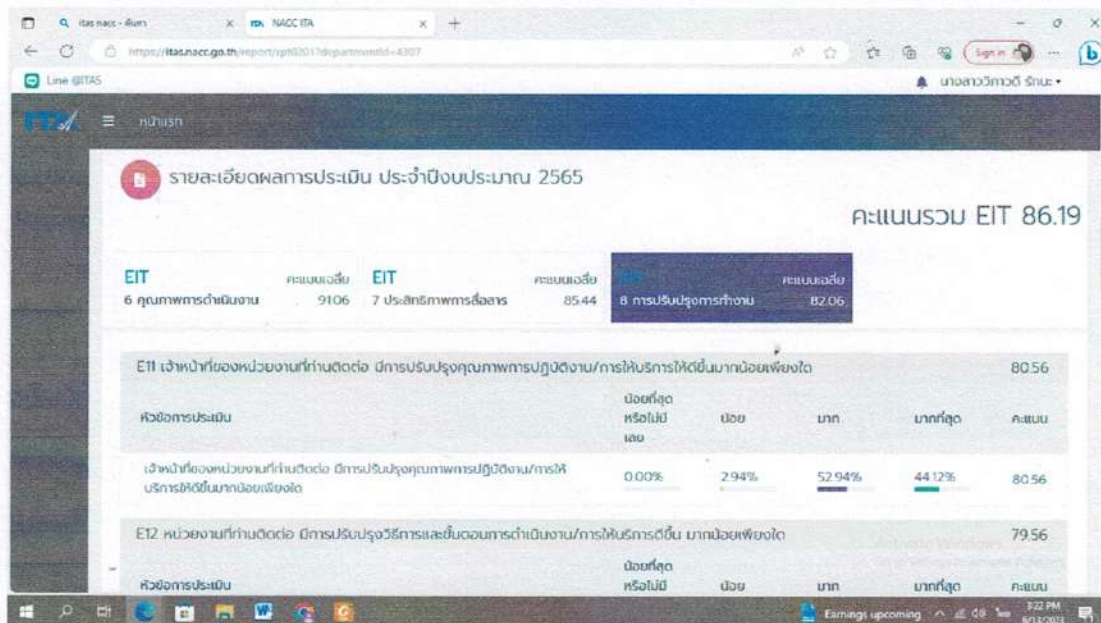 itas nacc - ค้นหา
NACC ITA
https://itas.nacc.go.th/report/rpt0201?departmentId=4307
Sign in
Line @ITAS
นางสาววิภาวดี รักนะ
ITA
หน้าแรก
รายละเอียดผลการประเมิน ประจำปีงบประมาณ 2565
คะแนนรวม EIT 86.19
EIT คะแนนเฉลี่ย EIT คะแนนเฉลี่ย EIT คะแนนเฉลี่ย
6 คุณภาพการดำเนินงาน 91.06 7 ประสิทธิภาพการสื่อสาร 85.44 8 การปรับปรุงการทำงาน 82.06
E11 เจ้าหน้าที่ของหน่วยงานที่ท่านติดต่อ มีการปรับปรุงคุณภาพการปฏิบัติงาน/การให้บริการให้ดีขึ้นมากน้อยเพียงใด 80.56
หัวข้อการประเมิน น้อยที่สุดหรือไม่มีเลย น้อย มาก มากที่สุด คะแนน
เจ้าหน้าที่ของหน่วยงานที่ท่านติดต่อ มีการปรับปรุงคุณภาพการปฏิบัติงาน/การให้
บริการให้ดีขึ้นมากน้อยเพียงใด 0.00% 2.94% 52.94% 44.12% 80.56
E12 หน่วยงานที่ท่านติดต่อ มีการปรับปรุงวิธีการและขั้นตอนการดำเนินงาน/การให้บริการดีขึ้น มากน้อยเพียงใด 79.56
Activate Windows
หัวข้อการประเมิน น้อยที่สุดหรือไม่มี น้อย มาก มากที่สุด คะแนน
Earnings upcoming
3:22 PM
6/13/2023